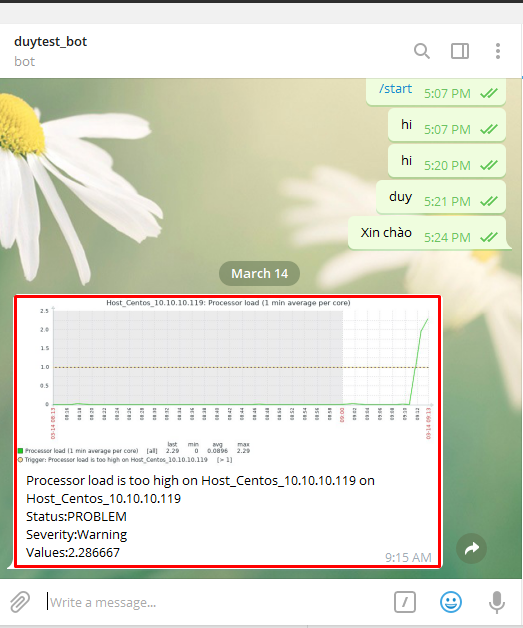 duytest_bot
bot
/start 5:07 PM
hi 5:07 PM
hi 5:20 PM
duy 5:21 PM
Xin chào 5:24 PM
March 14
Host_Centos_10.10.10.119: Processor load (1 min average per core)
2.5
2.0
1.5
1.0
0.5
0
03-14 08:13 08:16 08:18 08:20 08:22 08:24 08:26 08:28 08:30 08:32 08:34 08:36 08:38 08:40 08:42 08:44 08:46 08:48 08:50 08:52 08:54 08:56 08:58 09:00 09:02 09:04 09:06 09:08 09:10 09:12 03-14 09:13
last min avg max
Processor load (1 min average per core) [all] 2.29 0 0.0896 2.29
Trigger: Processor load is too high on Host_Centos_10.10.10.119 [> 1]
Processor load is too high on Host_Centos_10.10.10.119 on
Host_Centos_10.10.10.119
Status:PROBLEM
Severity:Warning
Values:2.286667
9:15 AM
Write a message...